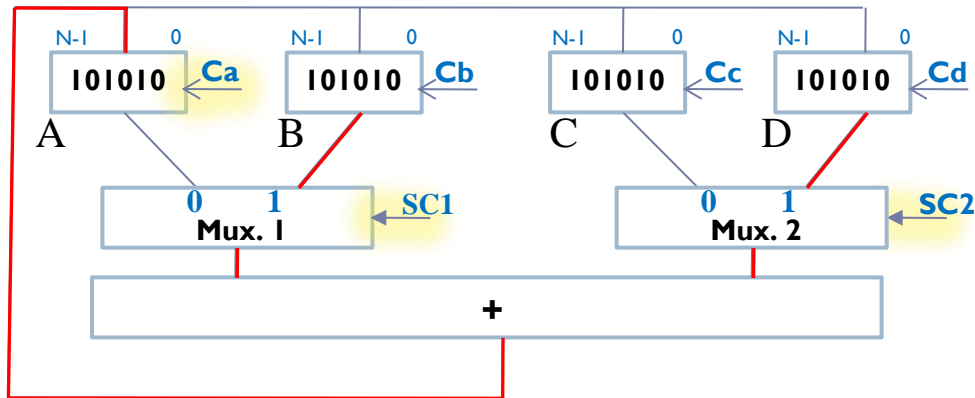 N-1 0 N-1 0 N-1 0 N-1 0
101010 Ca 101010 Cb 101010 Cc 101010 Cd
A B C D
0 1 SC1 0 1 SC2
Mux. 1 Mux. 2
+